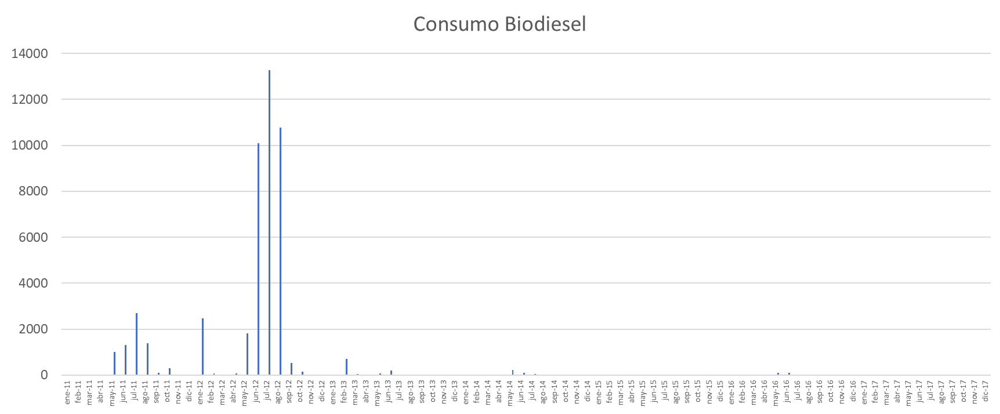 Consumo Biodiesel
14000
12000
10000
8000
6000
4000
2000
0
ene-11
feb-11
mar-11
abr-11
may-11
jun-11
jul-11
ago-11
sep-11
oct-11
nov-11
dic-11
ene-12
feb-12
mar-12
abr-12
may-12
jun-12
jul-12
ago-12
sep-12
oct-12
nov-12
dic-12
ene-13
feb-13
mar-13
abr-13
may-13
jun-13
jul-13
ago-13
sep-13
oct-13
nov-13
dic-13
ene-14
feb-14
mar-14
abr-14
may-14
jun-14
jul-14
ago-14
sep-14
oct-14
nov-14
dic-14
ene-15
feb-15
mar-15
abr-15
may-15
jun-15
jul-15
ago-15
sep-15
oct-15
nov-15
dic-15
ene-16
feb-16
mar-16
abr-16
may-16
jun-16
jul-16
ago-16
sep-16
oct-16
nov-16
dic-16
ene-17
feb-17
mar-17
abr-17
may-17
jun-17
jul-17
ago-17
sep-17
oct-17
nov-17
dic-17